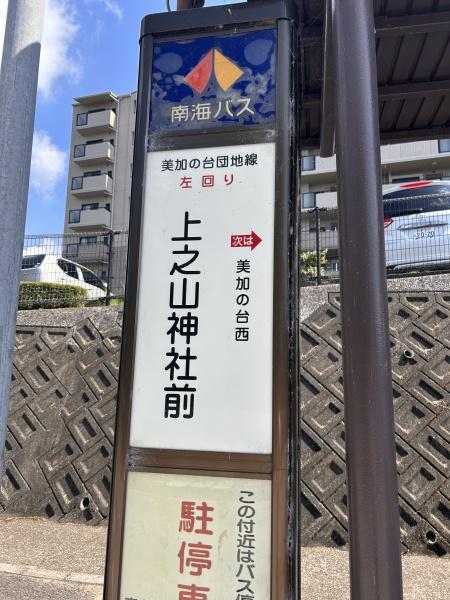 南海バス
美加の台団地線
左回り
上之山神社前
次は
美加の台西
この付近はバス停
駐停車